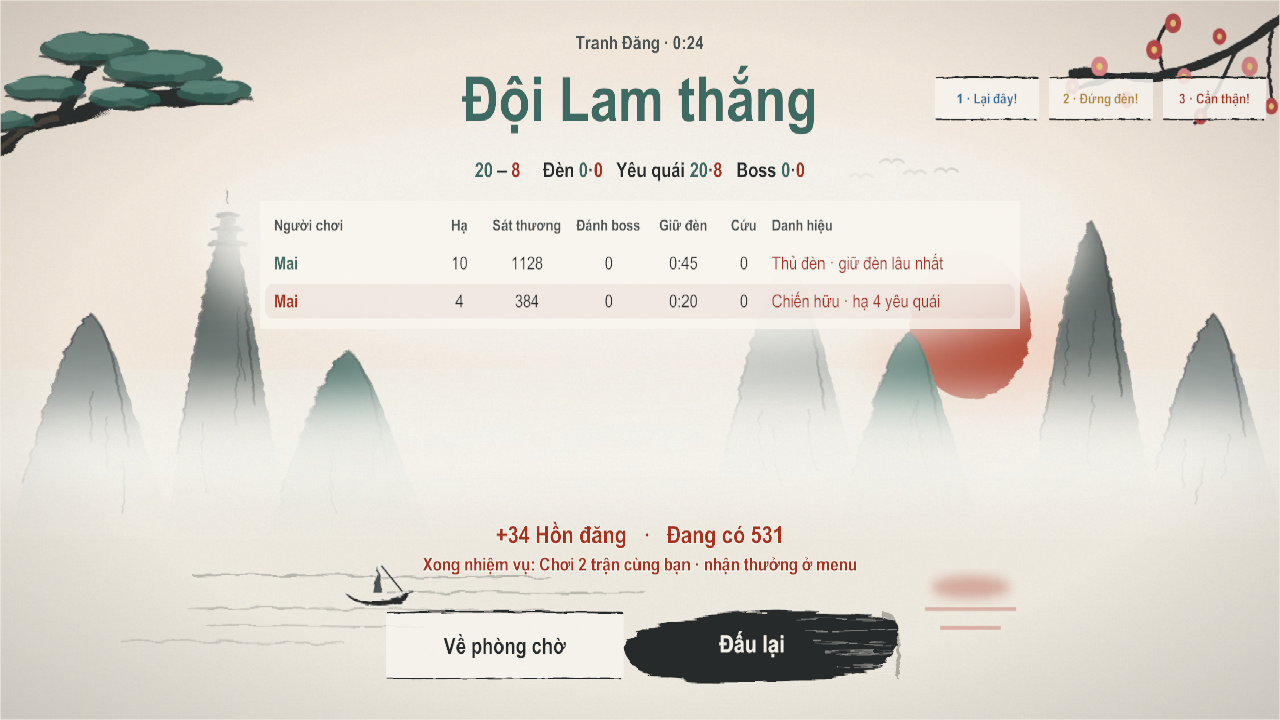 Tranh Đăng · 0:24
Đội Lam thắng
1 · Lại đây!
2 · Đứng đèn!
3 · Cẩn thận!
20 – 8 Đèn 0·0 Yêu quái 20·8 Boss 0·0
Người chơi Hạ Sát thương Đánh boss Giữ đèn Cứu Danh hiệu
Mai 10 1128 0 0:45 0 Thủ đèn · giữ đèn lâu nhất
Mai 4 384 0 0:20 0 Chiến hữu · hạ 4 yêu quái
+34 Hồn đăng · Đang có 531
Xong nhiệm vụ: Chơi 2 trận cùng bạn · nhận thưởng ở menu
Về phòng chờ
Đấu lại